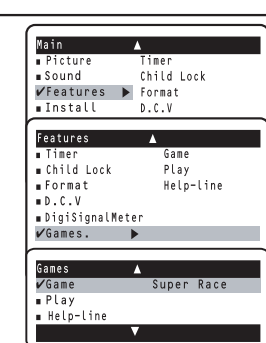 Main ▲
▪ Picture Timer
▪ Sound Child Lock
✔Features ▶ Format
▪ Install D.C.V
Features ▲
▪ Timer Game
▪ Child Lock Play
▪ Format Help-line
▪ D.C.V
▪ DigiSignalMeter
✔Games. ▶
Games ▲
✔Game Super Race
▪ Play
▪ Help-line
▼